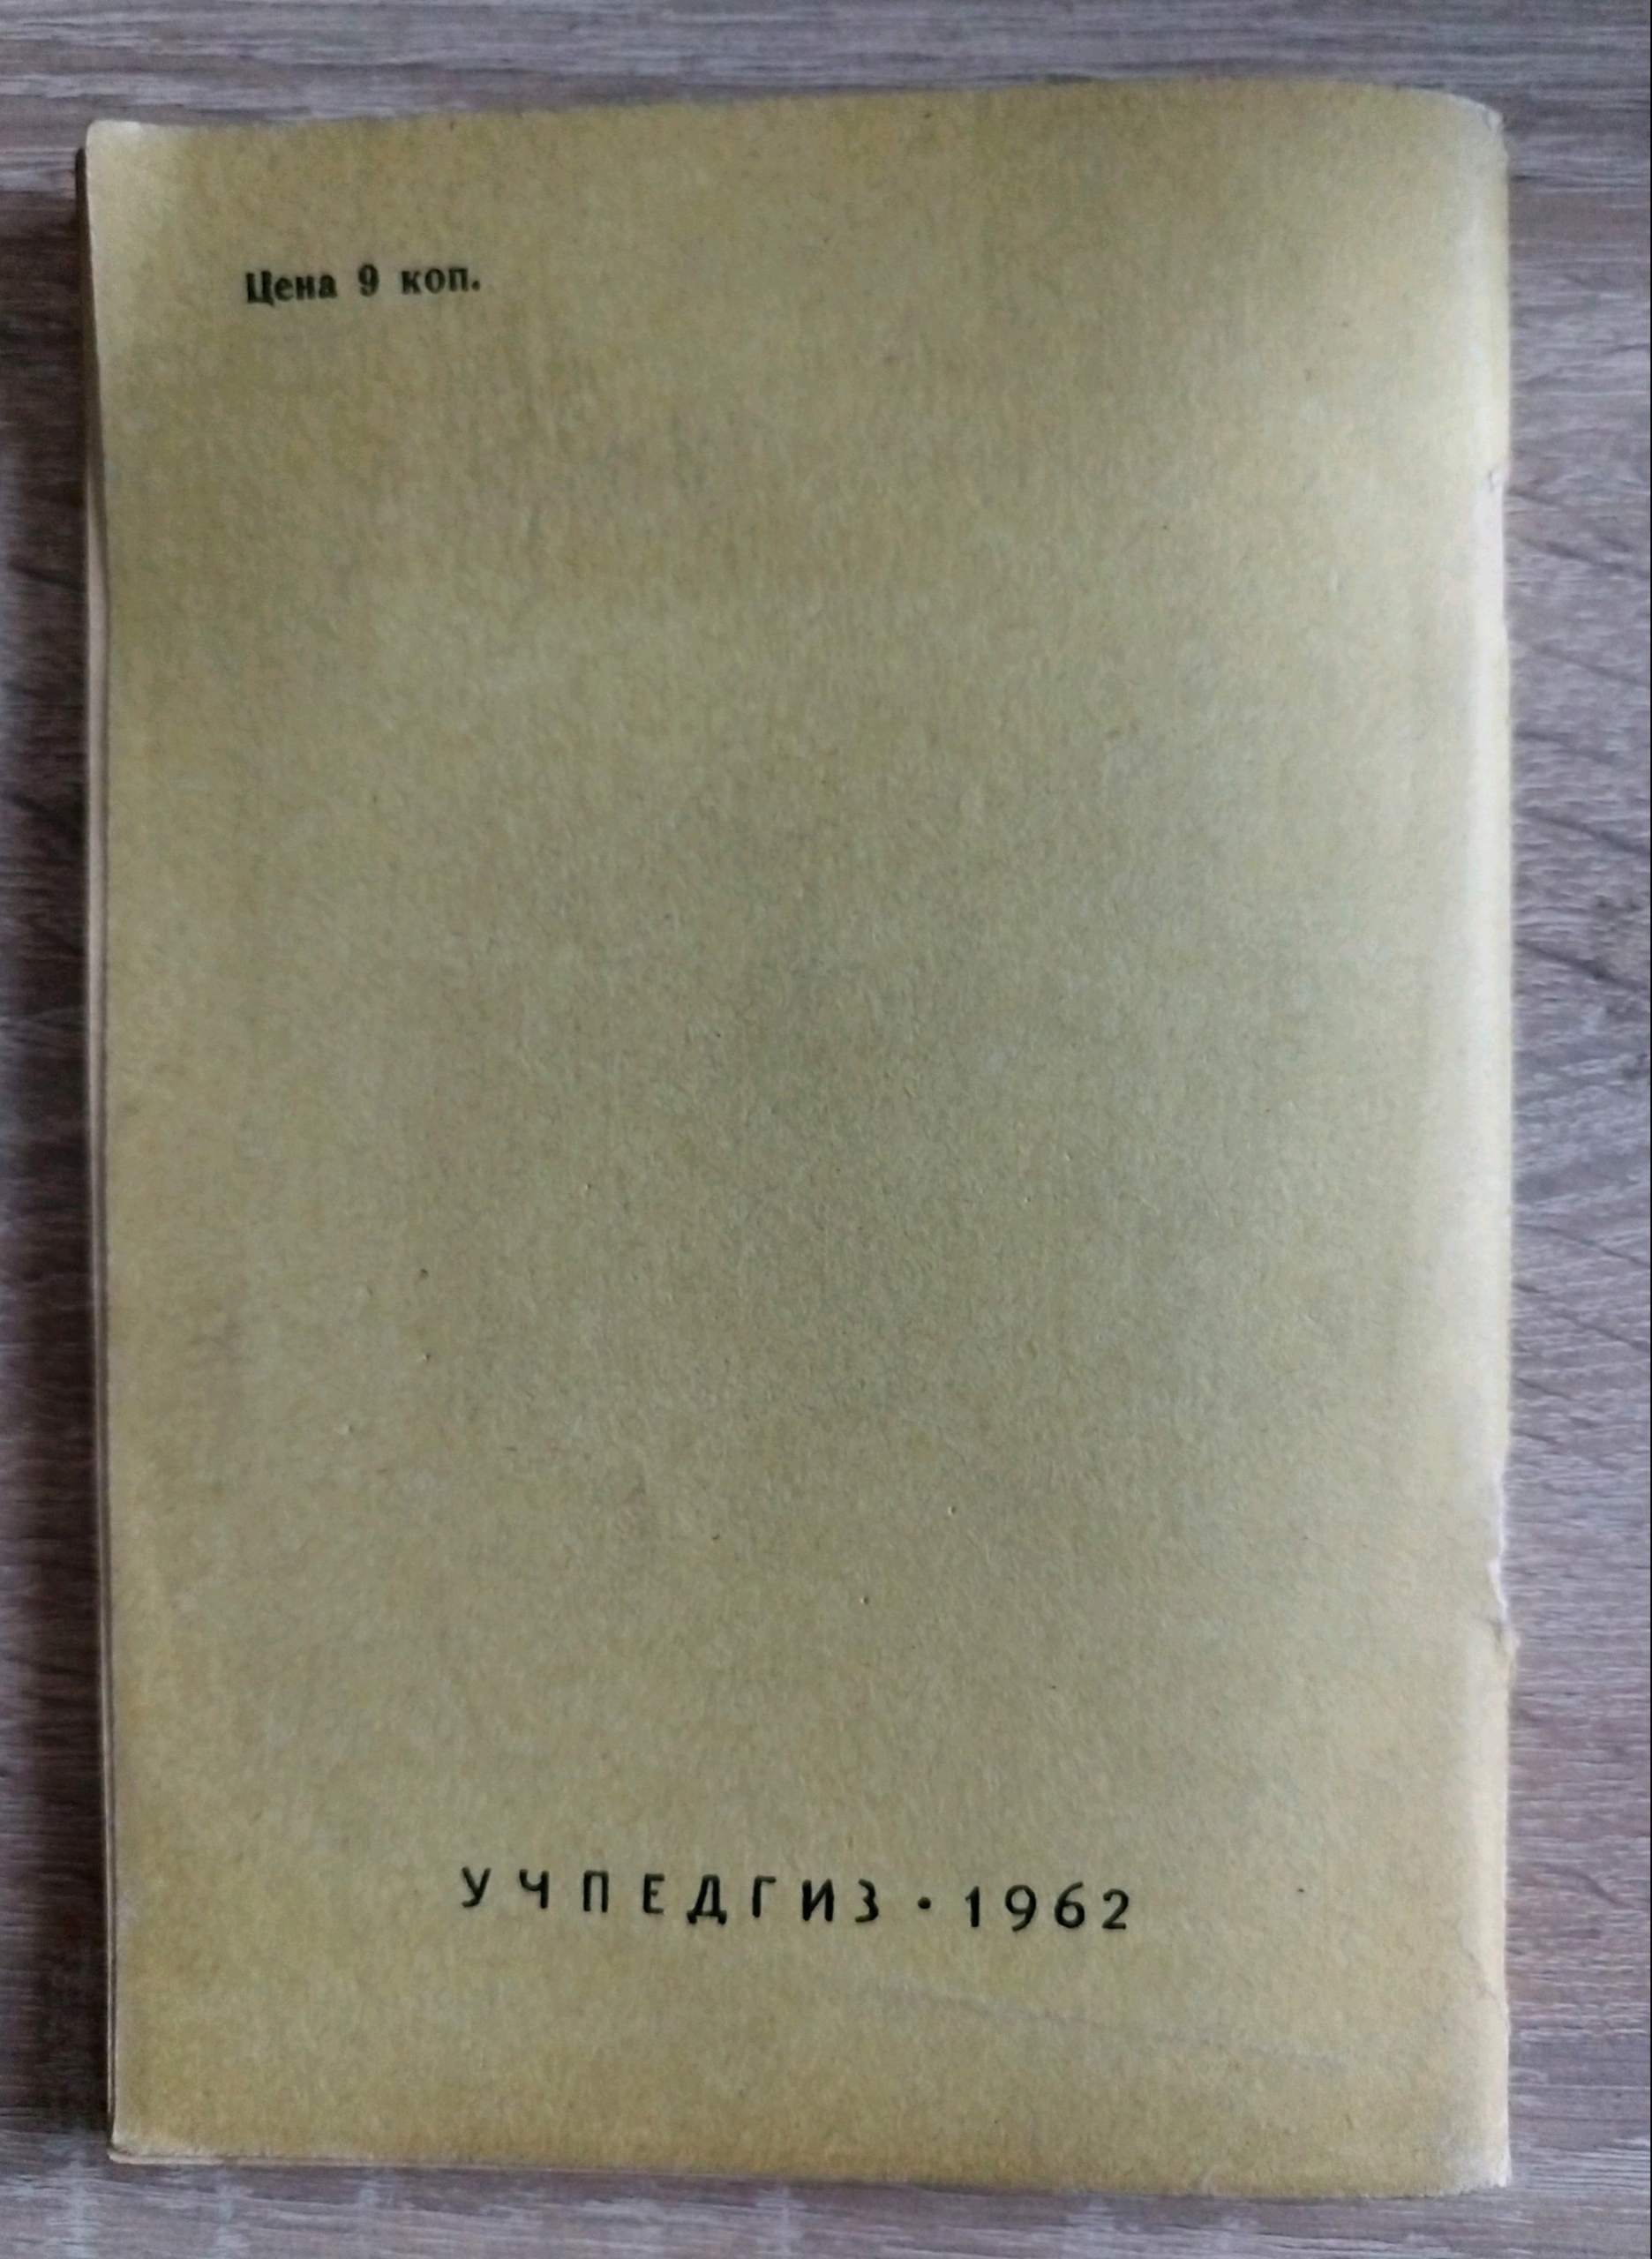 Цена 9 коп.
УЧПЕДГИЗ · 1962